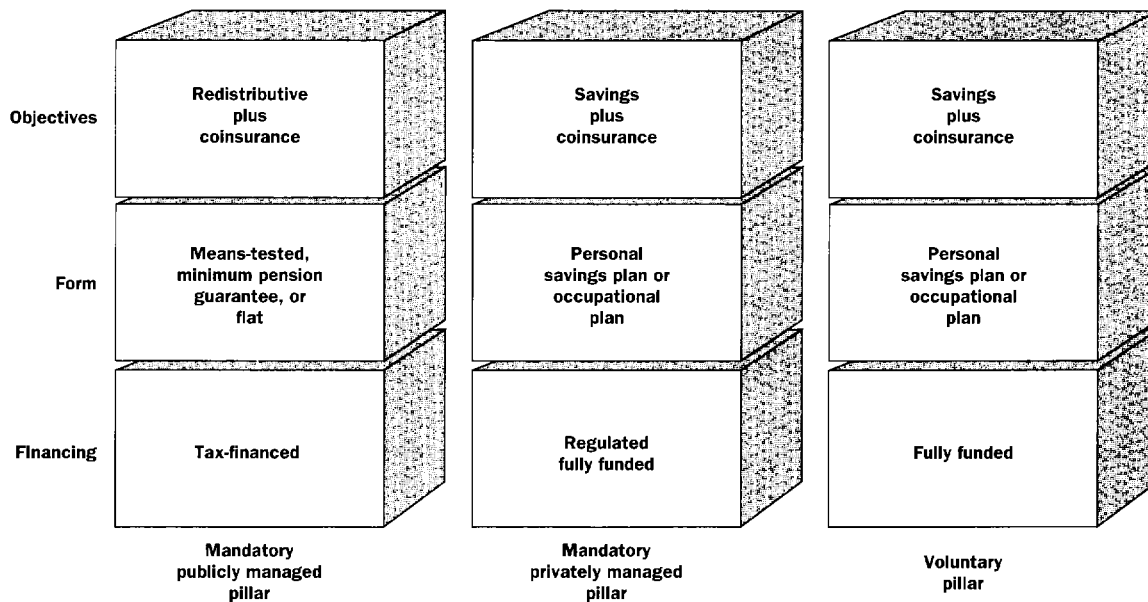 Objectives
Redistributive
plus
coinsurance
Savings
plus
coinsurance
Savings
plus
coinsurance
Form
Means-tested,
minimum pension
guarantee, or
flat
Personal
savings plan or
occupational
plan
Personal
savings plan or
occupational
plan
Financing
Tax-financed
Regulated
fully funded
Fully funded
Mandatory
publicly managed
pillar
Mandatory
privately managed
pillar
Voluntary
pillar